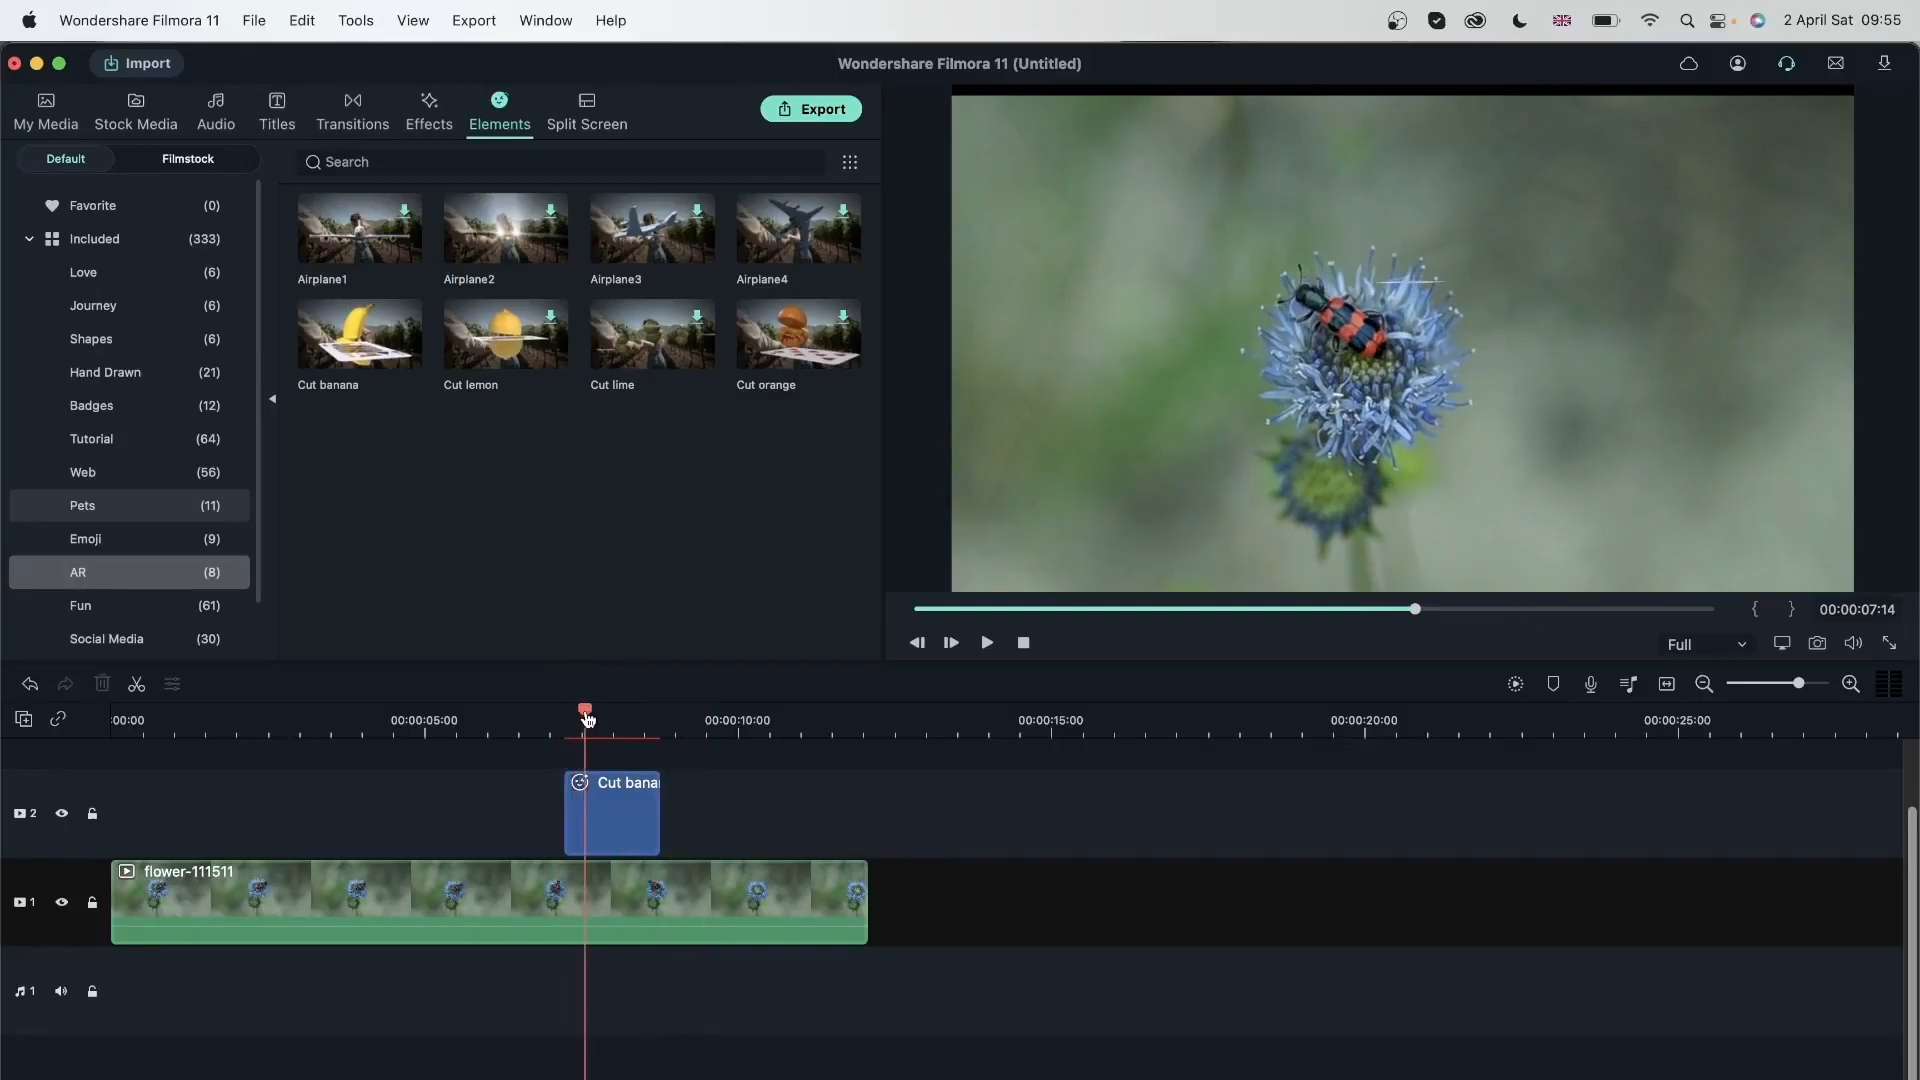 Wondershare Filmora 11 File Edit Tools View Export Window Help 2 April Sat 09:55
Import Wondershare Filmora 11 (Untitled)
My Media Stock Media Audio Titles Transitions Effects Elements Split Screen Export
Default Filmstock Search
Favorite (0)
Included (333)
Love (6)
Journey (6)
Shapes (6)
Hand Drawn (21)
Badges (12)
Tutorial (64)
Web (56)
Pets (11)
Emoji (9)
AR (8)
Fun (61)
Social Media (30)
Airplane1 Airplane2 Airplane3 Airplane4
Cut banana Cut lemon Cut lime Cut orange
{ } 00:00:07:14
Full
:00:00 00:00:05:00 00:00:10:00 00:00:15:00 00:00:20:00 00:00:25:00
2 Cut bana
1 flower-111511
1